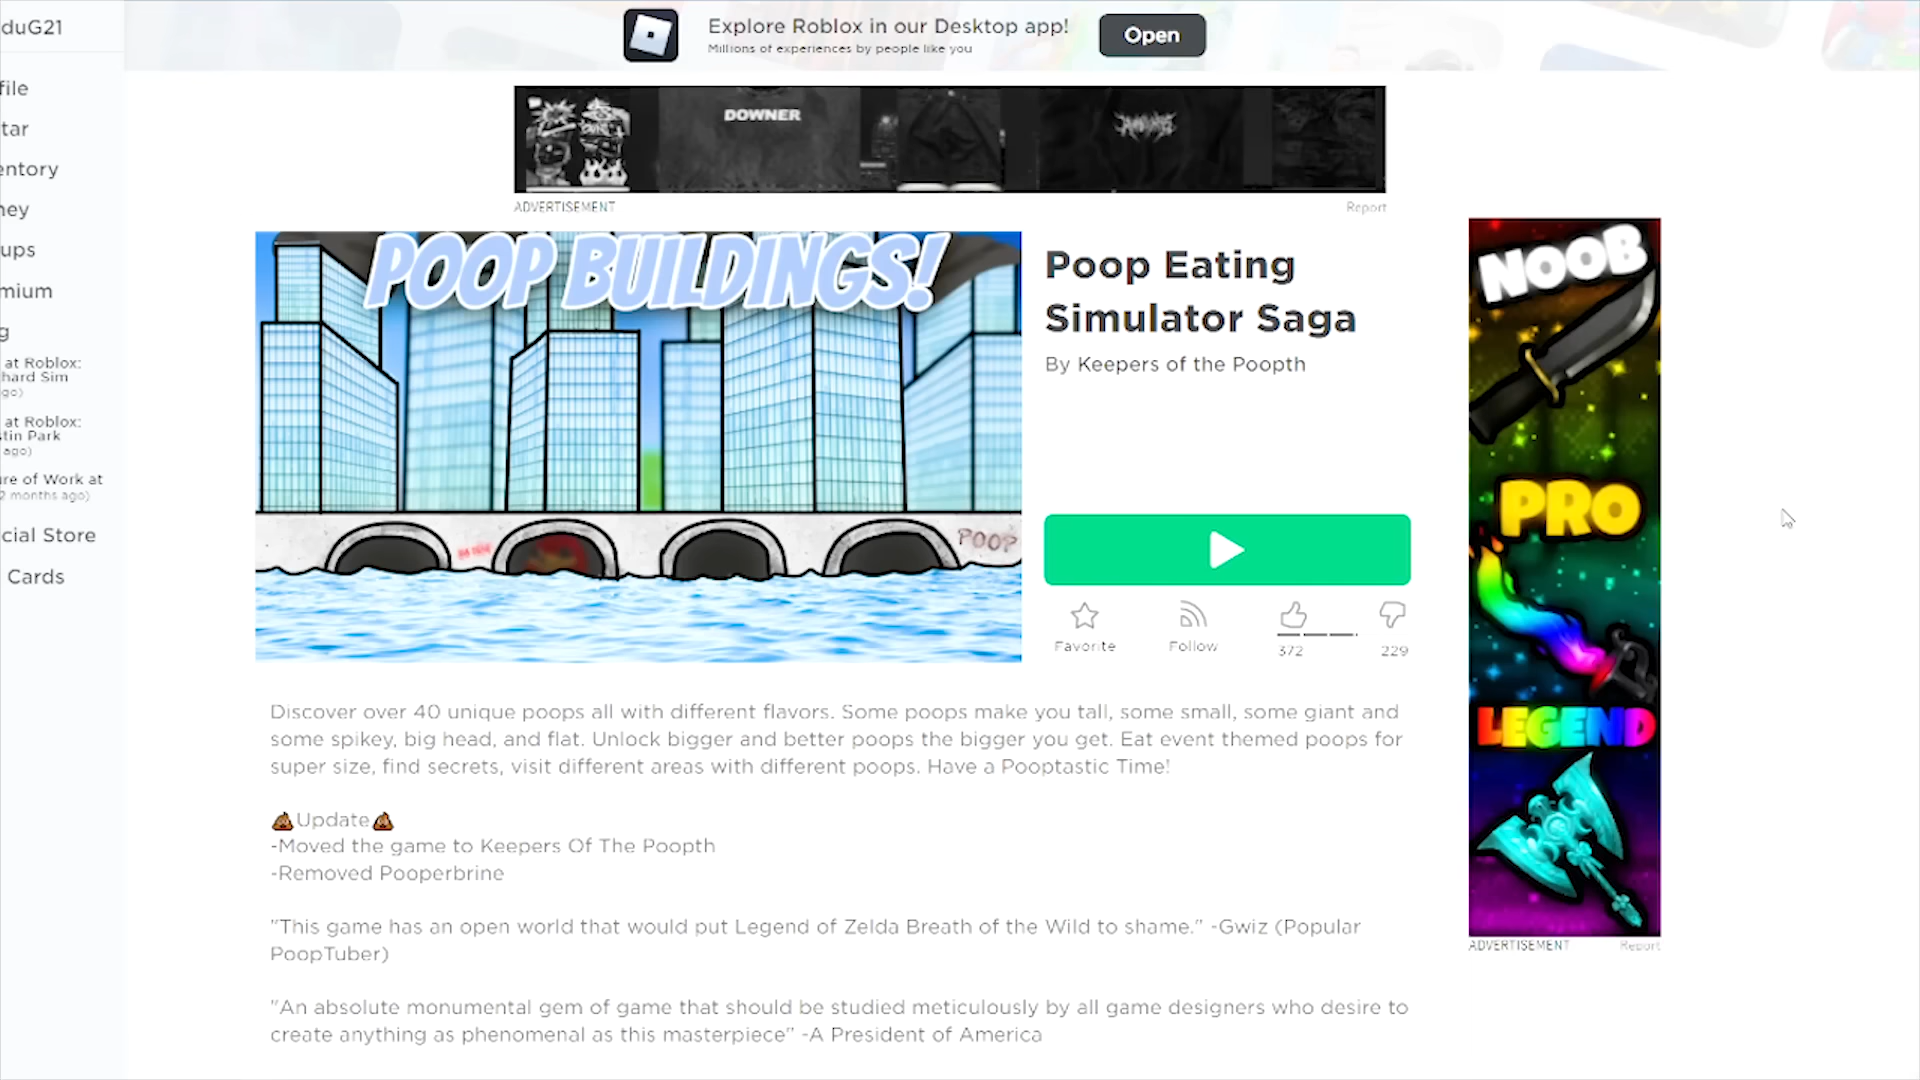 duG21
Explore Roblox in our Desktop app!
Millions of experiences by people like you
Open
file
tar
entory
ney
ups
mium
g
at Roblox:
hard Sim
go)
at Roblox:
tin Park
ago)
re of Work at
2 months ago)
cial Store
Cards
DOWNER
ADVERTISEMENT
Report
POOP BUILDINGS!
POOP
Poop Eating
Simulator Saga
By Keepers of the Poopth
Favorite
Follow
372
229
NOOB
PRO
LEGEND
ADVERTISEMENT
Report
Discover over 40 unique poops all with different flavors. Some poops make you tall, some small, some giant and
some spikey, big head, and flat. Unlock bigger and better poops the bigger you get. Eat event themed poops for
super size, find secrets, visit different areas with different poops. Have a Pooptastic Time!
💩Update💩
-Moved the game to Keepers Of The Poopth
-Removed Pooperbrine
"This game has an open world that would put Legend of Zelda Breath of the Wild to shame." -Gwiz (Popular
PoopTuber)
"An absolute monumental gem of game that should be studied meticulously by all game designers who desire to
create anything as phenomenal as this masterpiece" -A President of America